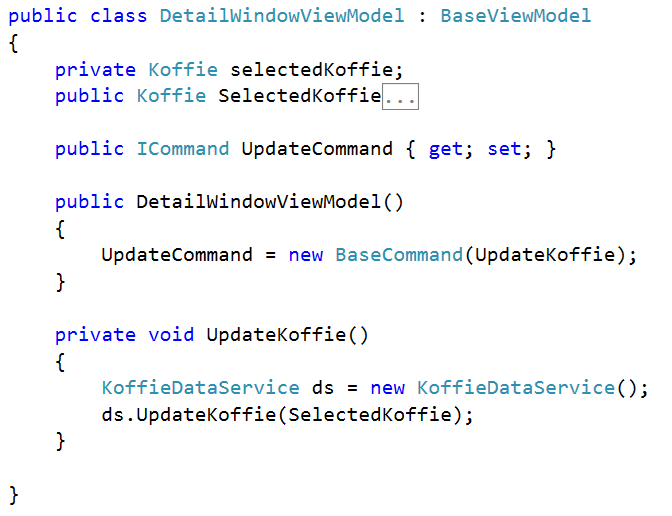 public class DetailWindowViewModel : BaseViewModel
{
    private Koffie selectedKoffie;
    public Koffie SelectedKoffie...

    public ICommand UpdateCommand { get; set; }

    public DetailWindowViewModel()
    {
        UpdateCommand = new BaseCommand(UpdateKoffie);
    }

    private void UpdateKoffie()
    {
        KoffieDataService ds = new KoffieDataService();
        ds.UpdateKoffie(SelectedKoffie);
    }

}